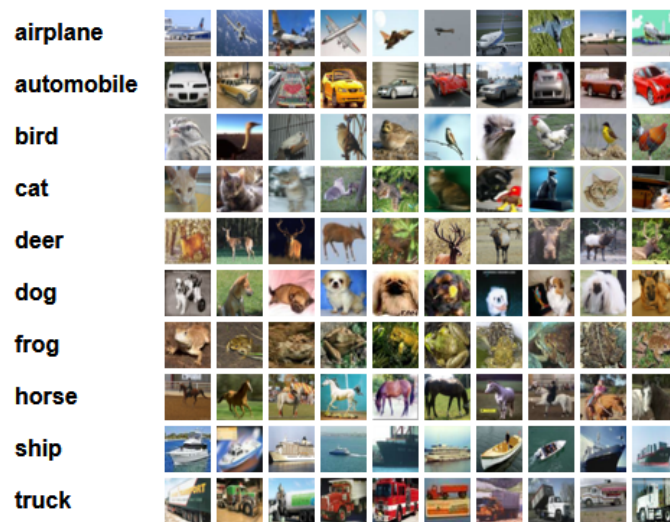 airplane
automobile
bird
cat
deer
dog
frog
horse
ship
truck